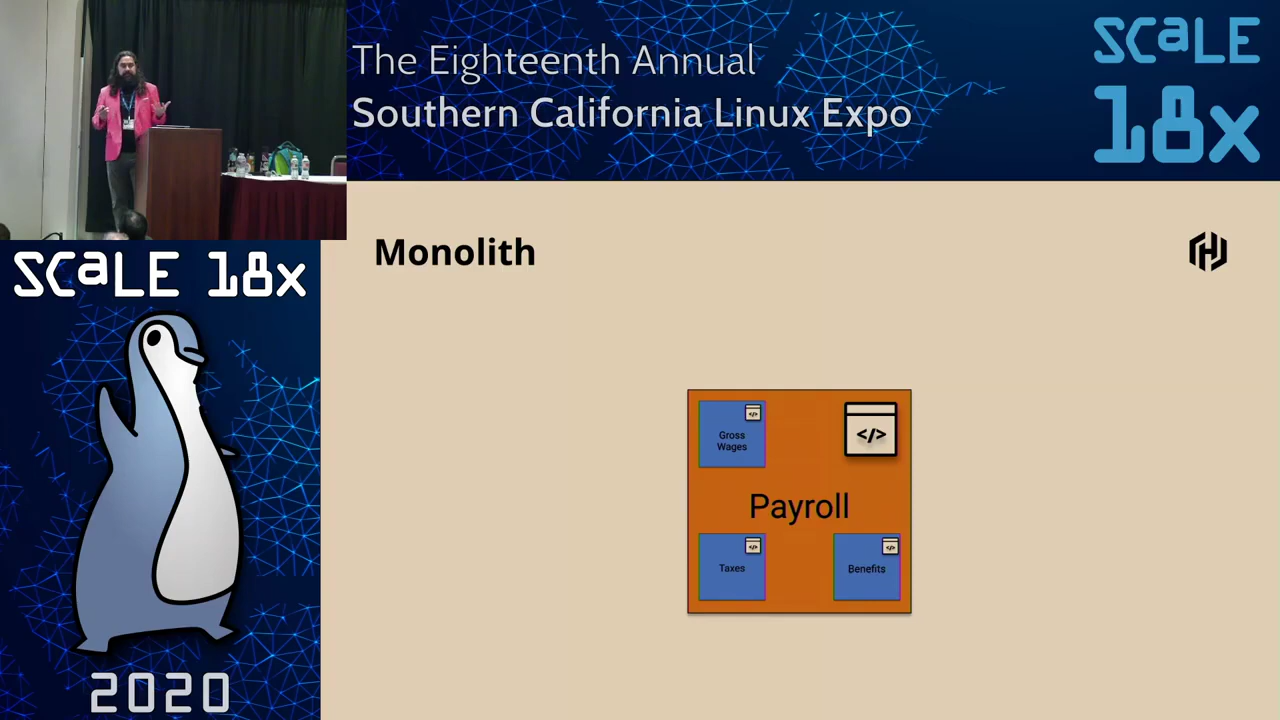 The Eighteenth Annual
Southern California Linux Expo
SCaLE
18x
SCaLE 18x
2020
Monolith
Gross
Wages
</>
</>
Payroll
Taxes
</>
Benefits
</>